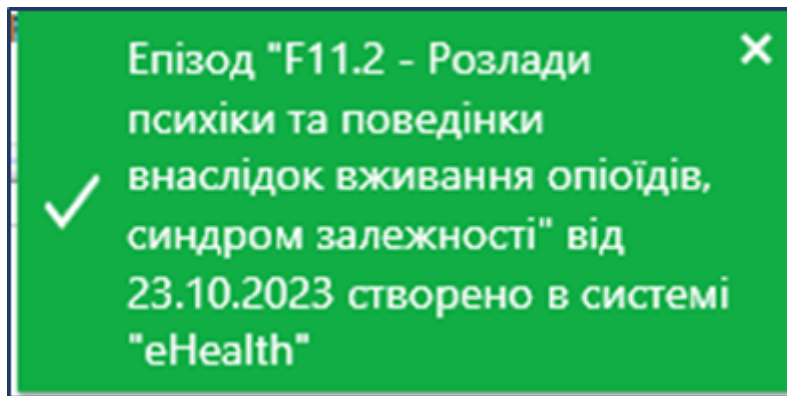 Епізод "F11.2 - Розлади
психіки та поведінки
внаслідок вживання опіоїдів,
синдром залежності" від
23.10.2023 створено в системі
"eHealth"